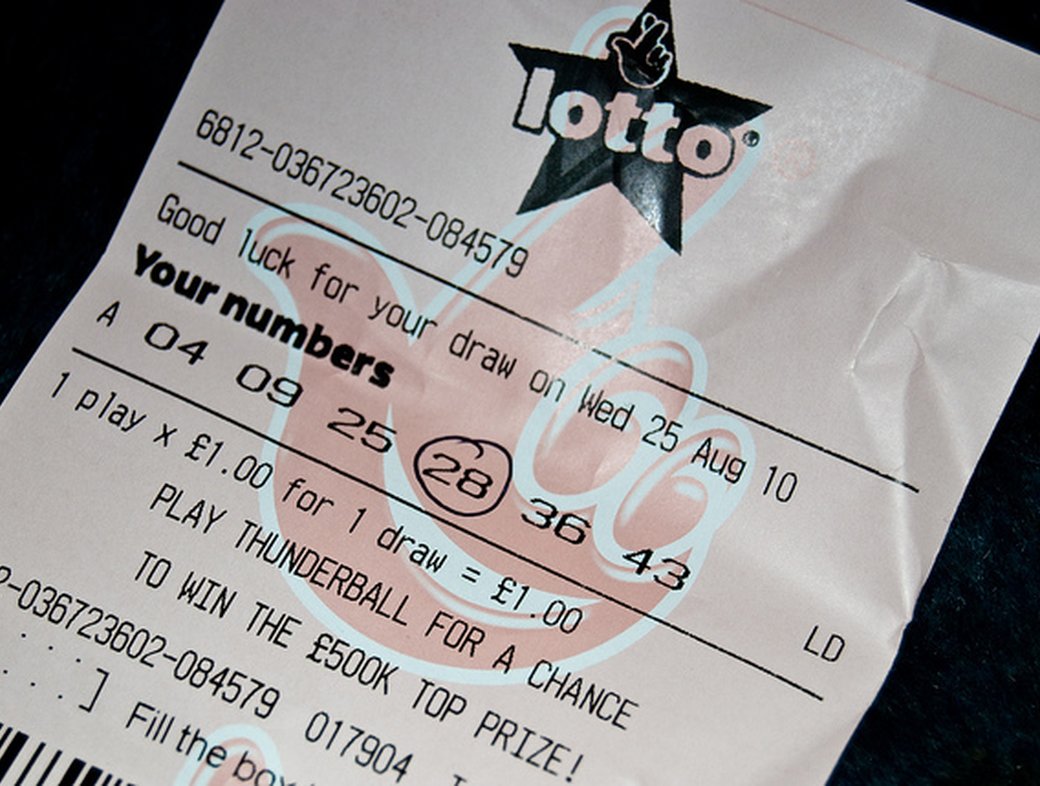 lotto
6812-036723602-084579
Good luck for your draw on Wed 25 Aug 10
Your numbers
A 04 09 25 28 36 43
LD
1 play x £1.00 for 1 draw = £1.00
PLAY THUNDERBALL FOR A CHANCE
TO WIN THE £500K TOP PRIZE!
2-036723602-084579 017904
Fill the box